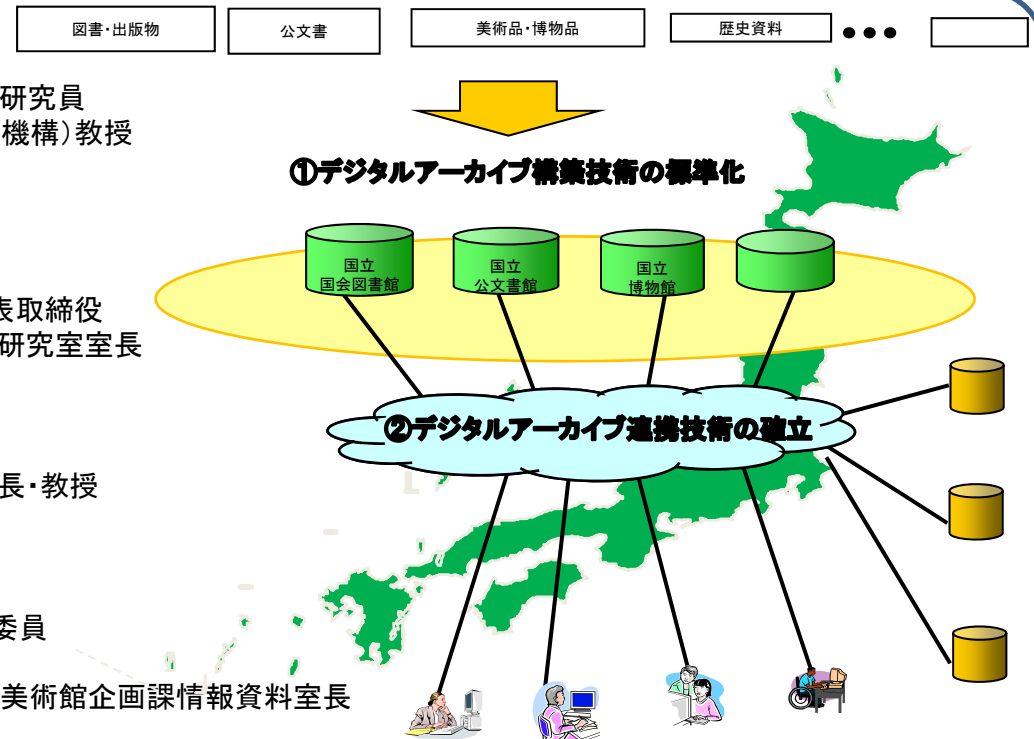 図書・出版物
公文書
美術品・博物品
歴史資料
●●●
研究員
機構）教授
①デジタルアーカイブ構築技術の標準化
国立
国会図書館
国立
公文書館
国立
博物館
表取締役
研究室室長
②デジタルアーカイブ連携技術の確立
長・教授
委員
美術館企画課情報資料室長